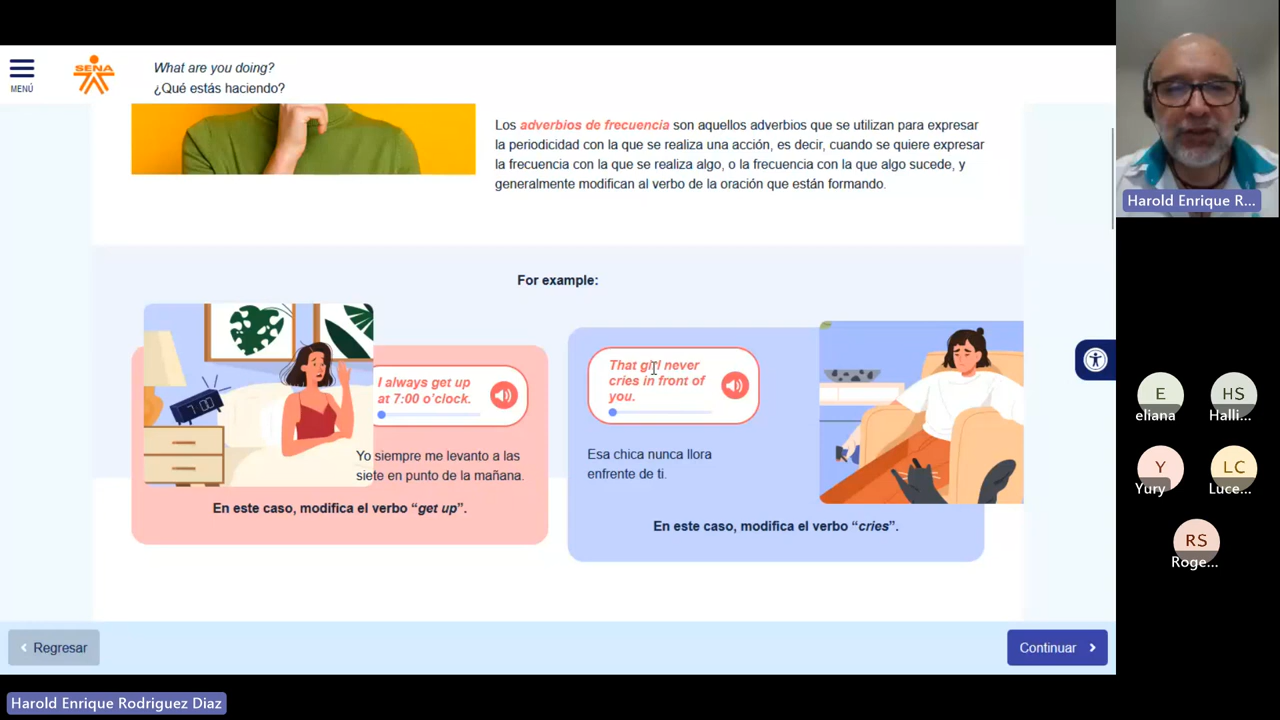 What are you doing?
MENÚ
SENA
¿Qué estás haciendo?
Los adverbios de frecuencia son aquellos adverbios que se utilizan para expresar
la periodicidad con la que se realiza una acción, es decir, cuando se quiere expresar
la frecuencia con la que se realiza algo, o la frecuencia con la que algo sucede, y
generalmente modifican al verbo de la oración que están formando.
For example:
I always get up
at 7:00 o'clock.
Yo siempre me levanto a las
siete en punto de la mañana.
En este caso, modifica el verbo “get up”.
That girl never
cries in front of
you.
Esa chica nunca llora
enfrente de ti.
En este caso, modifica el verbo “cries”.
Regresar
Continuar
Harold Enrique Rodriguez Diaz
Harold Enrique R...
E
eliana
HS
Halli...
Y
Yury
LC
Luce...
RS
Roge...